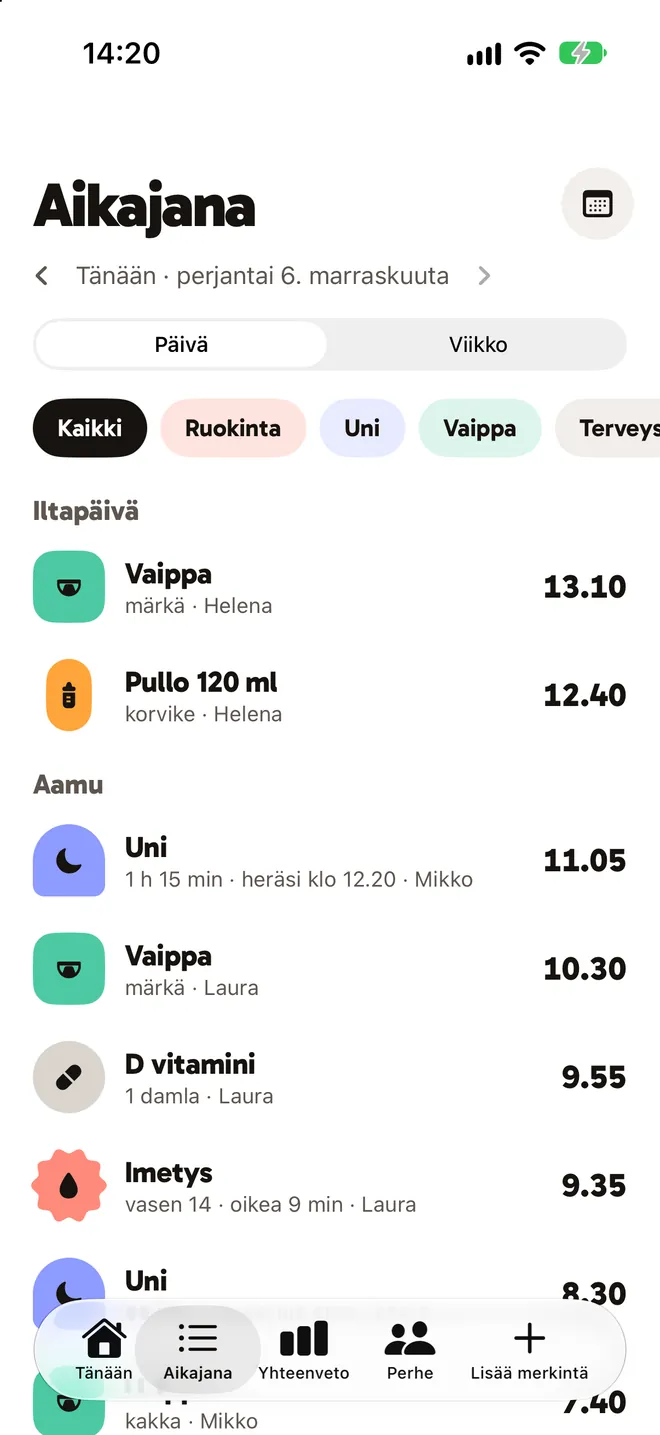 14:20
Aikajana
Tänään · perjantai 6. marraskuuta
Päivä
Viikko
Kaikki
Ruokinta
Uni
Vaippa
Terveys
Iltapäivä
Vaippa
13.10
märkä · Helena
Pullo 120 ml
12.40
korvike · Helena
Aamu
Uni
11.05
1 h 15 min · heräsi klo 12.20 · Mikko
Vaippa
10.30
märkä · Laura
D vitamini
9.55
1 damla · Laura
Imetys
9.35
vasen 14 · oikea 9 min · Laura
Uni
8.30
Tänään
Aikajana
Yhteenveto
Perhe
Lisää merkintä
7.40
kakka · Mikko